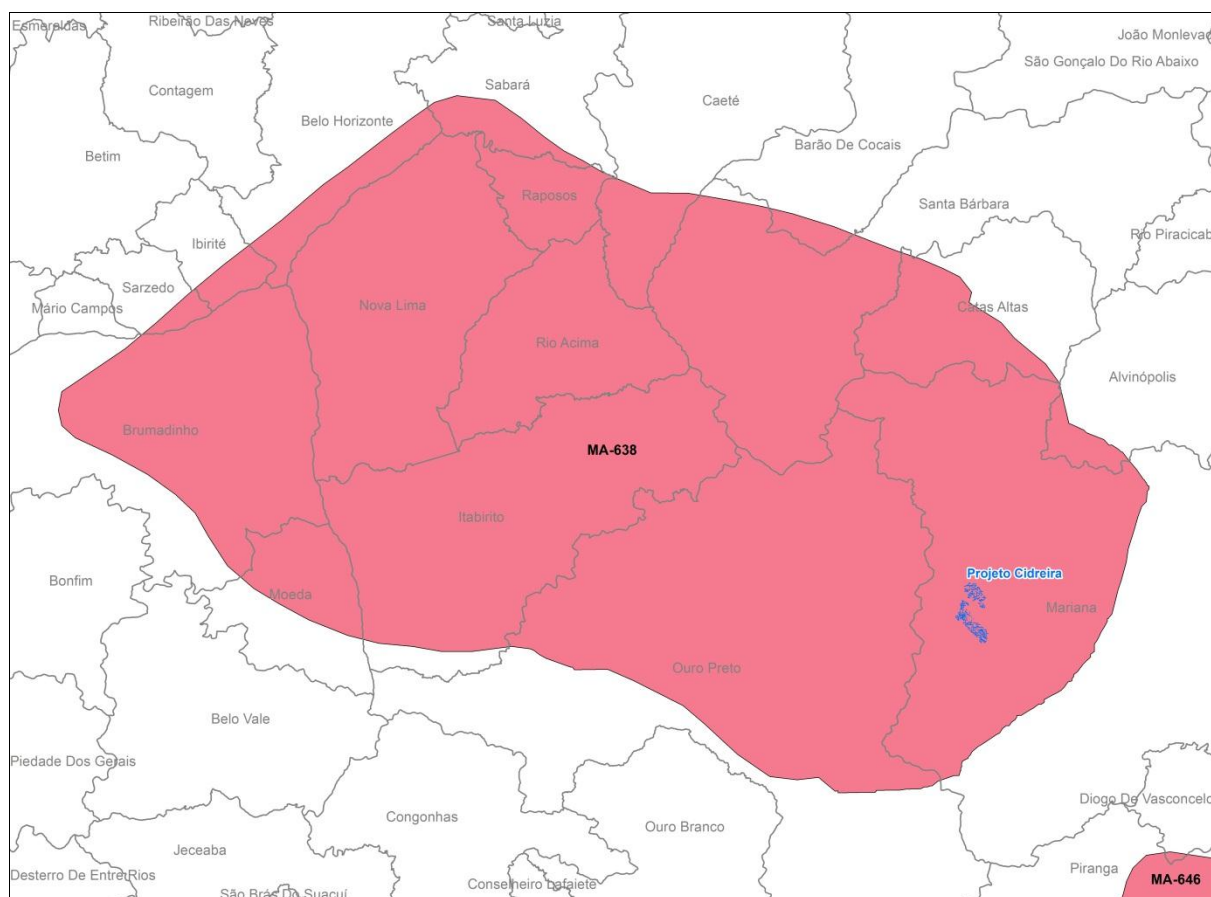 Esmeraldas
Ribeirão Das Neves
Santa Luzia
João Monlevad
São Gonçalo Do Rio Abaixo
Contagem
Sabará
Caeté
Belo Horizonte
Barão De Cocais
Betim
Raposos
Santa Bárbara
Ibirité
Rio Piracicab
Sarzedo
Mário Campos
Nova Lima
Catas Altas
Rio Acima
Alvinópolis
Brumadinho
MA-638
Itabirito
Projeto Cidreira
Bonfim
Moeda
Mariana
Ouro Preto
Belo Vale
Piedade Dos Gerais
Diogo De Vasconcelo
Congonhas
Ouro Branco
Jeceaba
Piranga
Desterro De Entre Rios
Conselheiro Lafaiete
MA-646
São Brás Do Suaçuí